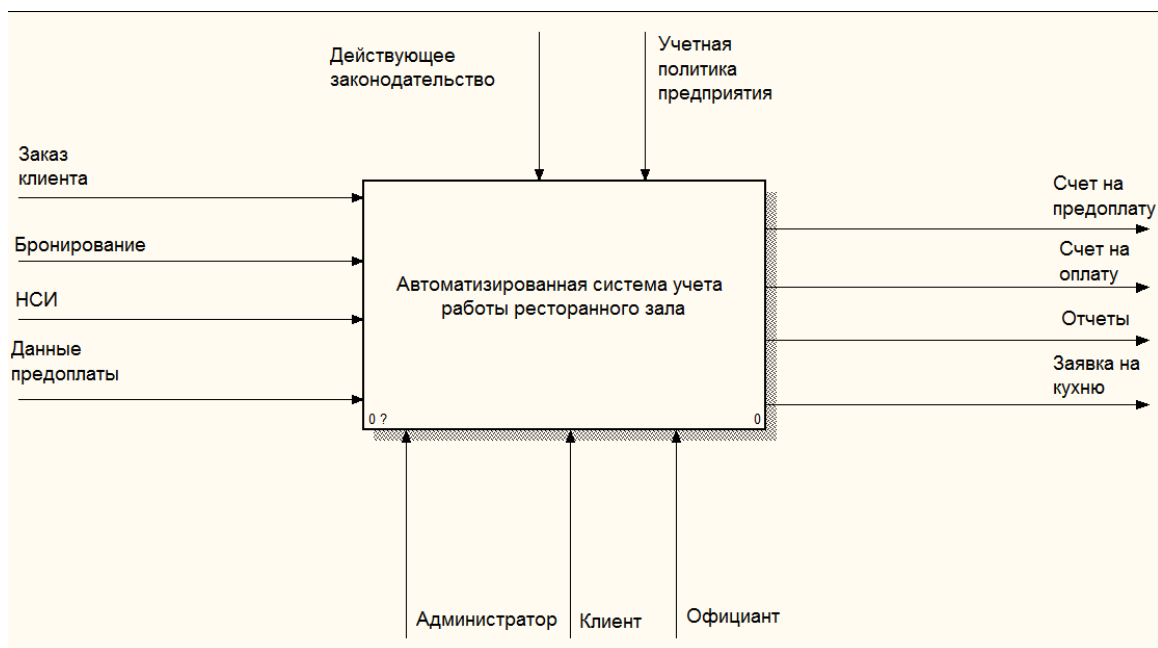 Действующее
законодательство
Учетная
политика
предприятия
Заказ
клиента
Бронирование
НСИ
Данные
предоплаты
Автоматизированная система учета
работы ресторанного зала
0 ?
0
Счет на
предоплату
Счет на
оплату
Отчеты
Заявка на
кухню
Администратор
Клиент
Официант